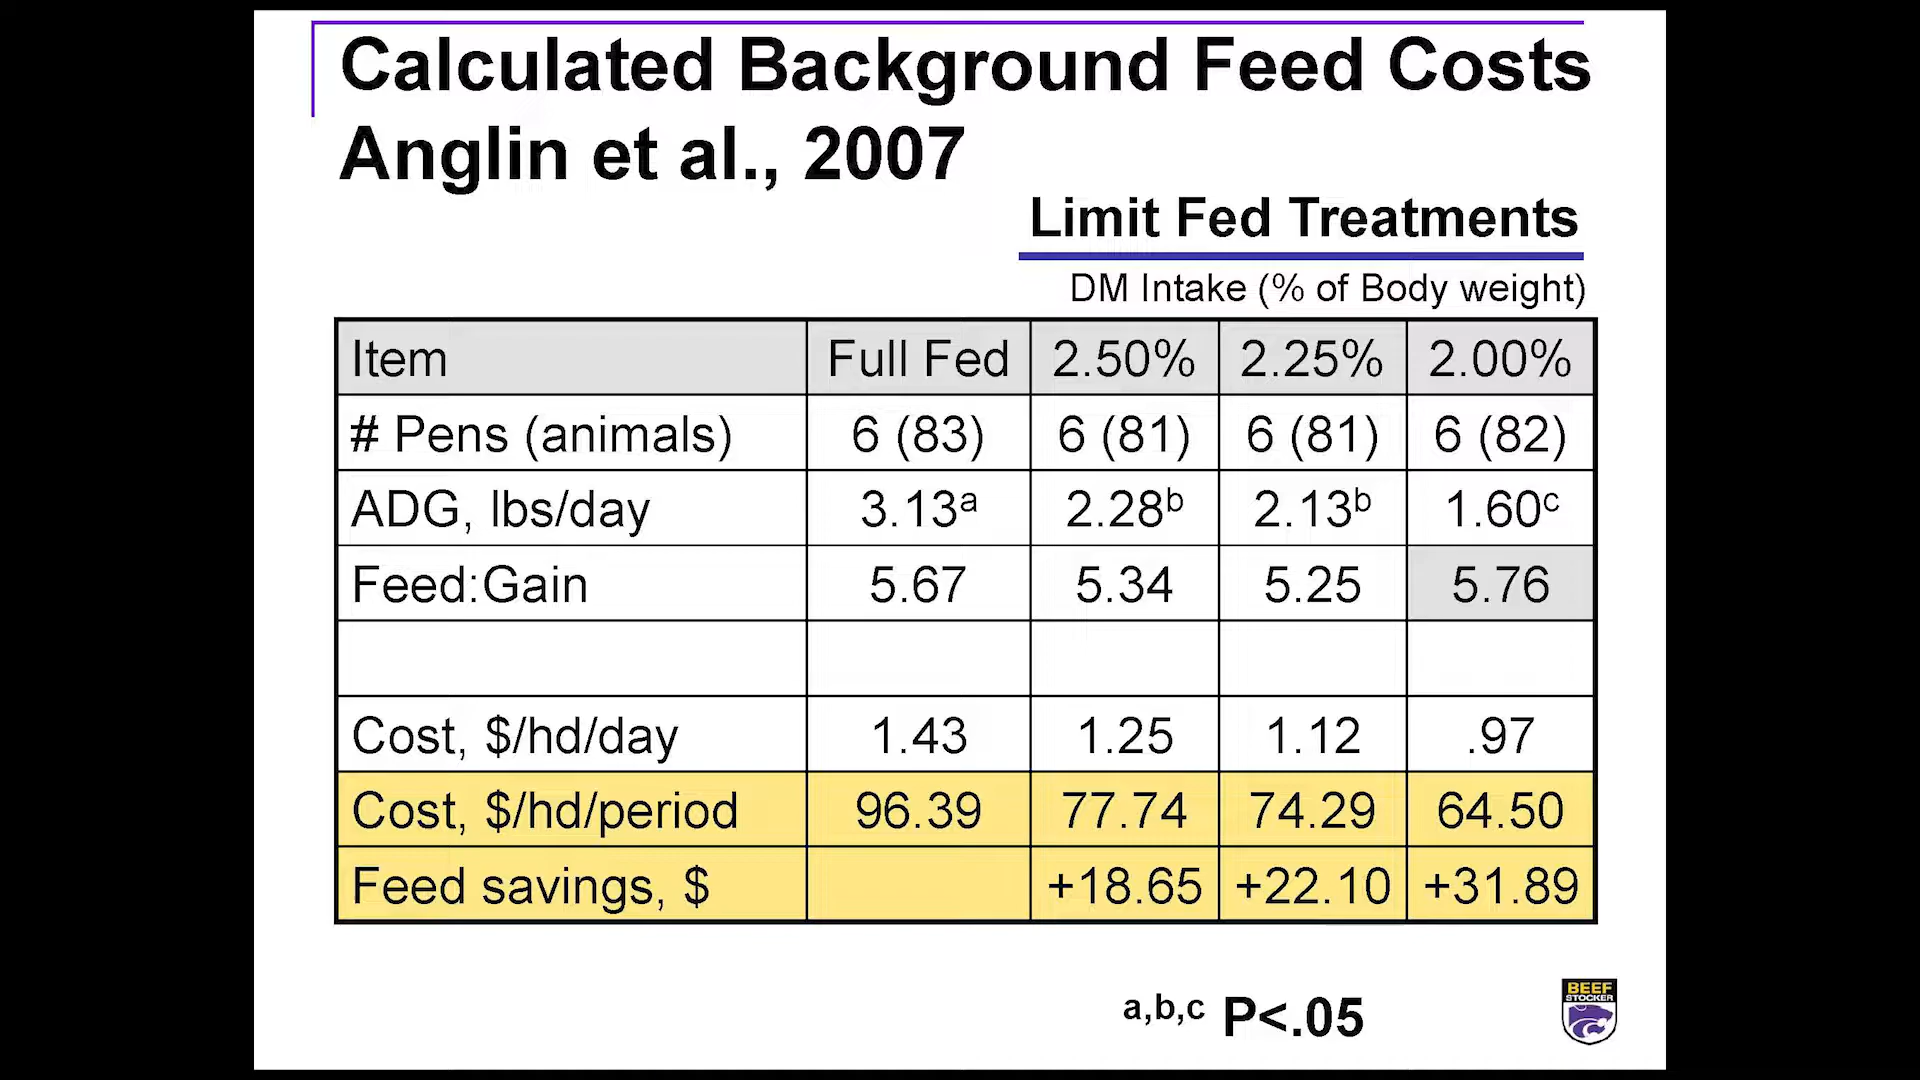 Calculated Background Feed Costs
Anglin et al., 2007
Limit Fed Treatments
DM Intake (% of Body weight)
Item Full Fed 2.50% 2.25% 2.00%
# Pens (animals) 6 (83) 6 (81) 6 (81) 6 (82)
ADG, lbs/day 3.13a 2.28b 2.13b 1.60c
Feed:Gain 5.67 5.34 5.25 5.76
Cost, $/hd/day 1.43 1.25 1.12 .97
Cost, $/hd/period 96.39 77.74 74.29 64.50
Feed savings, $ +18.65 +22.10 +31.89
a,b,c P<.05
BEEF
STOCKER